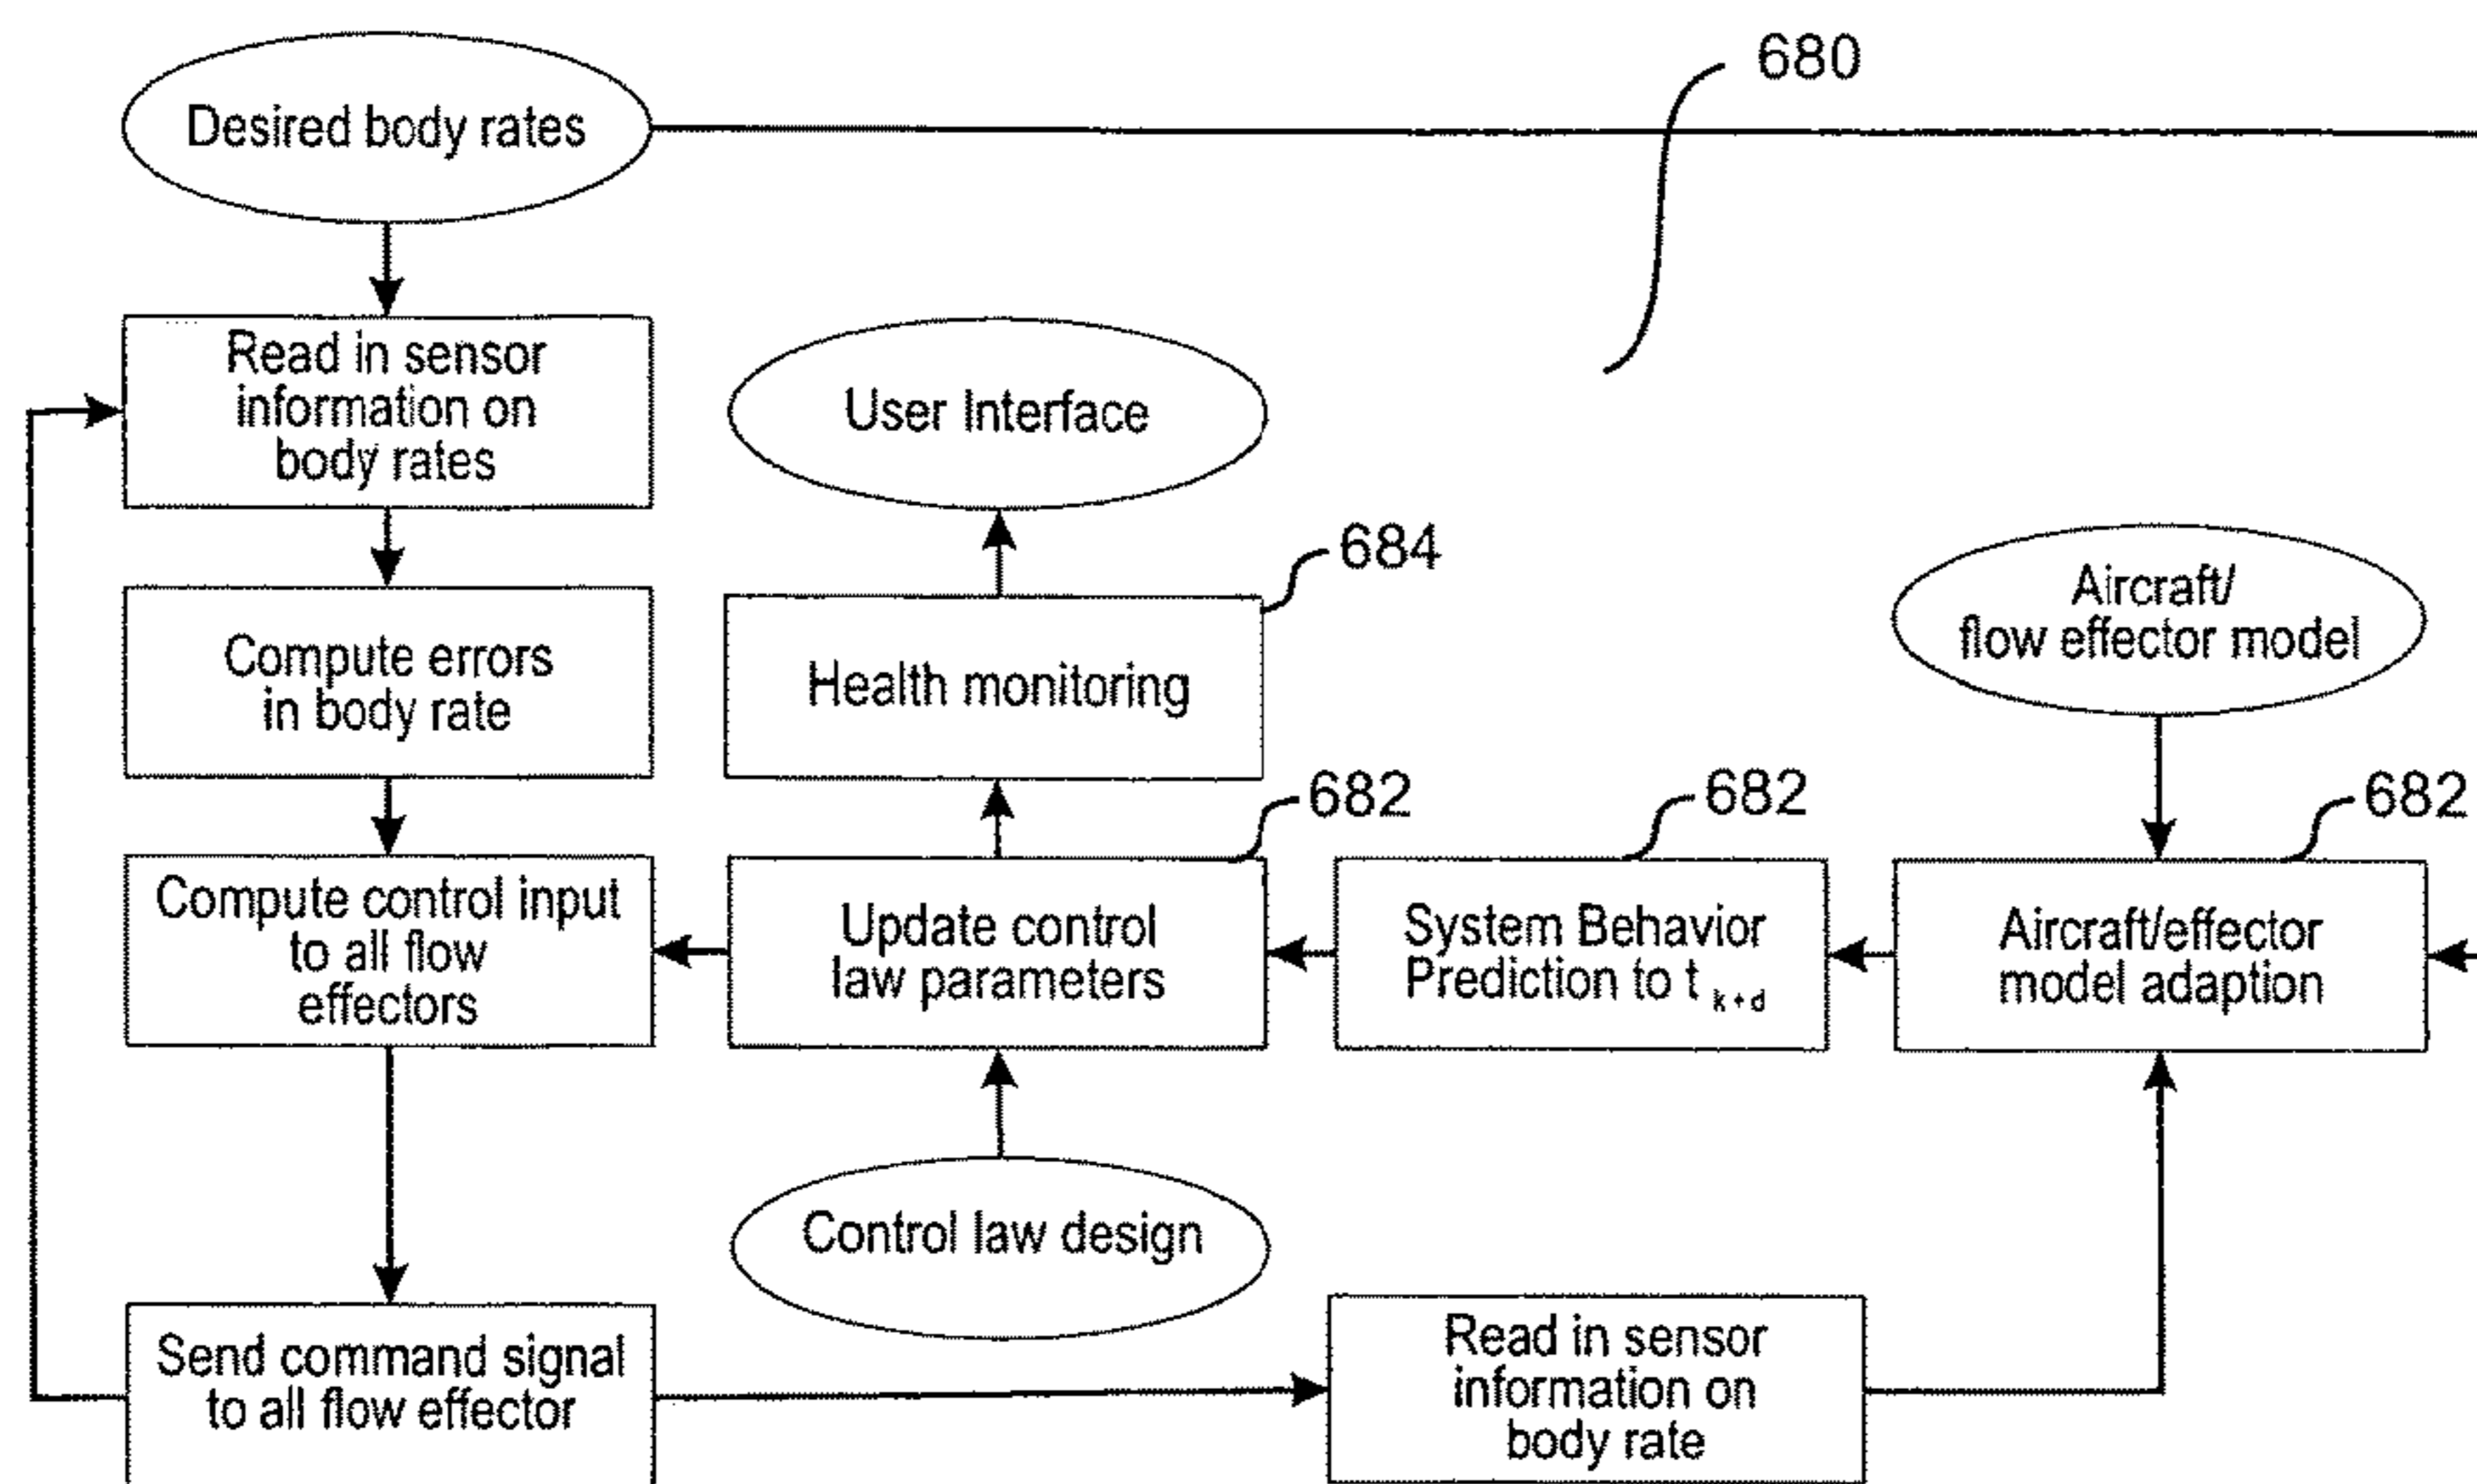 680
Desired body rates
Read in sensor
information on
body rates
User Interface
684
Compute errors
in body rate
Health monitoring
Aircraft/
flow effector model
682
682
682
Compute control input
to all flow
effectors
Update control
law parameters
System Behavior
Prediction to t k+d
Aircraft/effector
model adaption
Control law design
Send command signal
to all flow effector
Read in sensor
information on
body rate